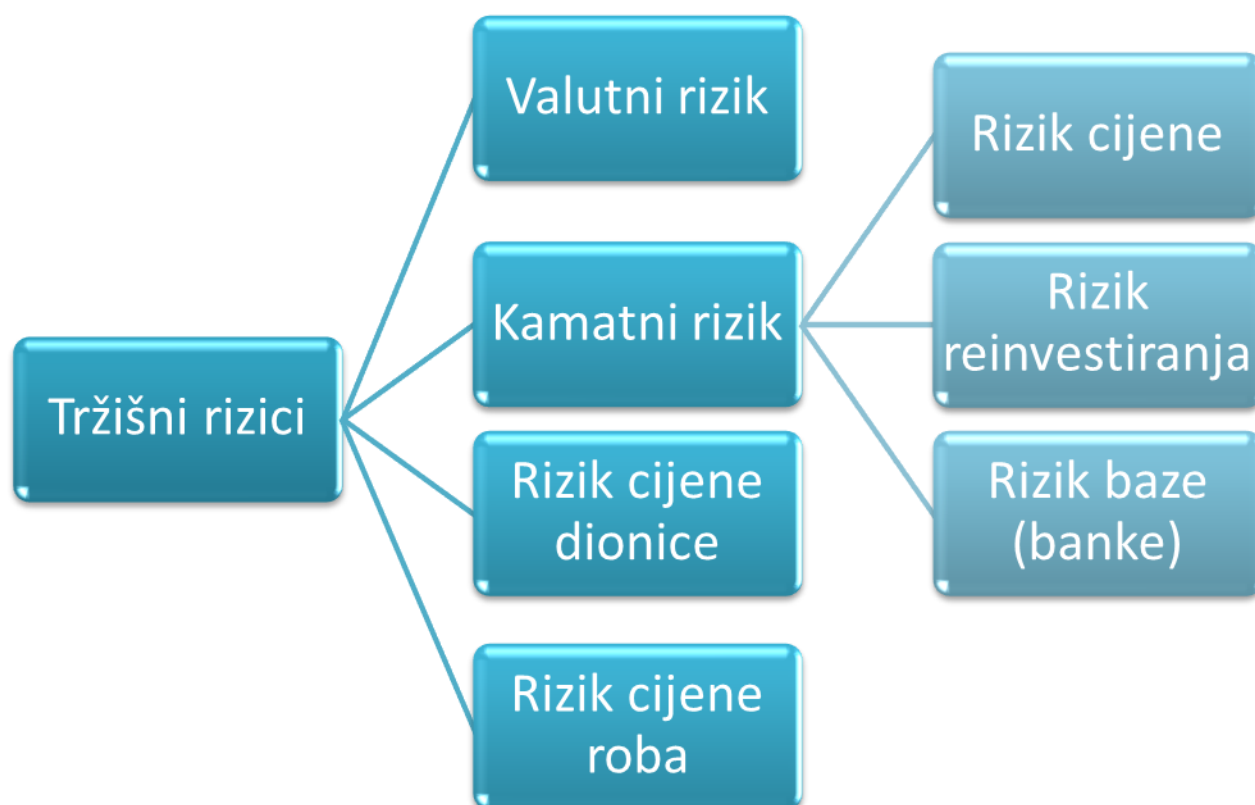 Tržišni rizici
Valutni rizik
Kamatni rizik
Rizik cijene
dionice
Rizik cijene
roba
Rizik cijene
Rizik
reinvestiranja
Rizik baze
(banke)